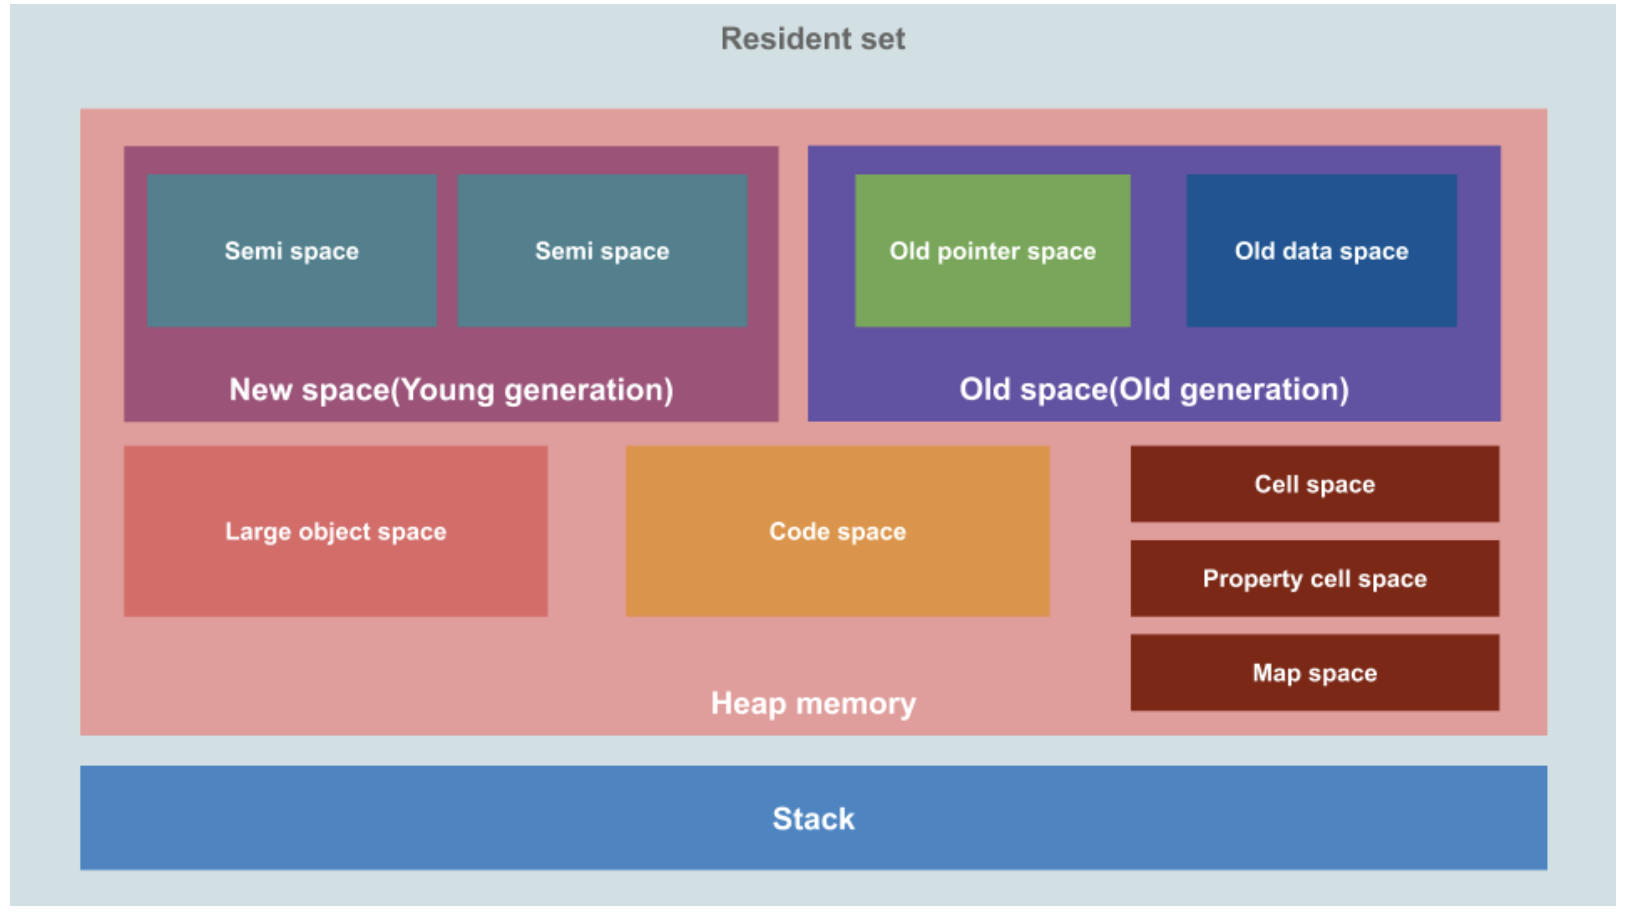 Resident set
Semi space
Semi space
Old pointer space
Old data space
New space(Young generation)
Old space(Old generation)
Large object space
Code space
Cell space
Property cell space
Map space
Heap memory
Stack